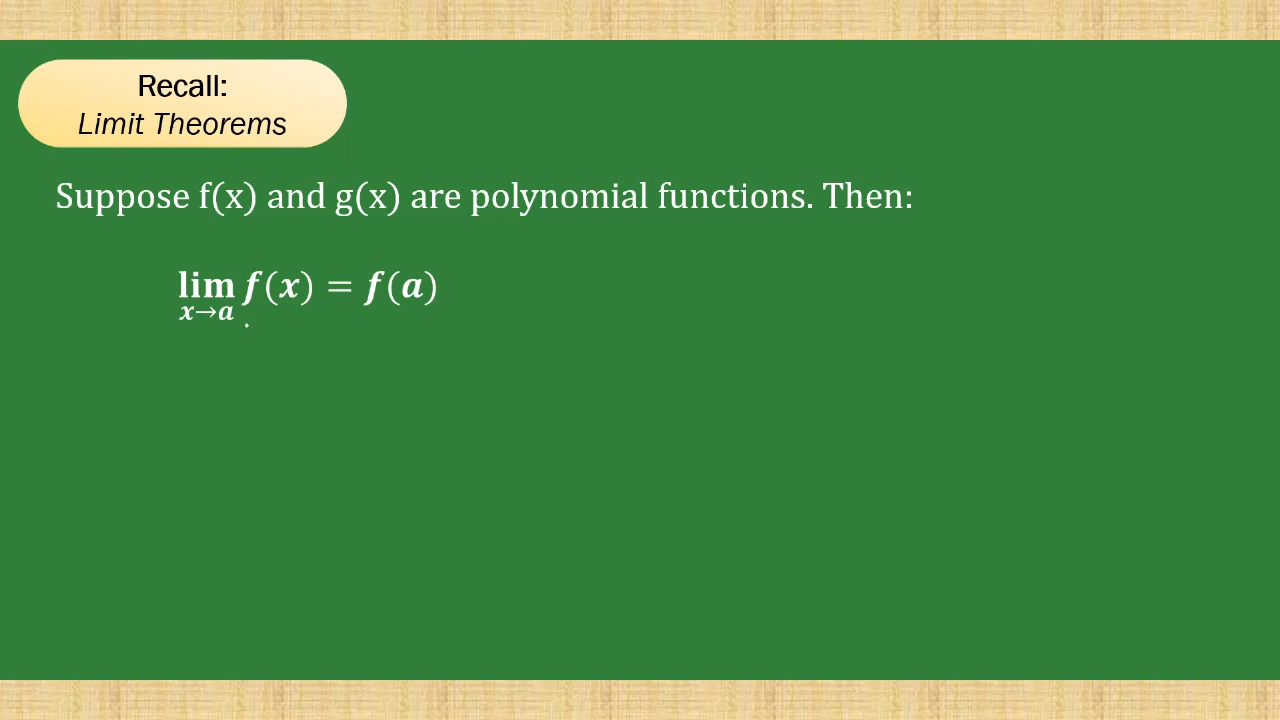 Recall:
Limit Theorems
Suppose f(x) and g(x) are polynomial functions. Then:
lim f(x) = f(a)
x→a